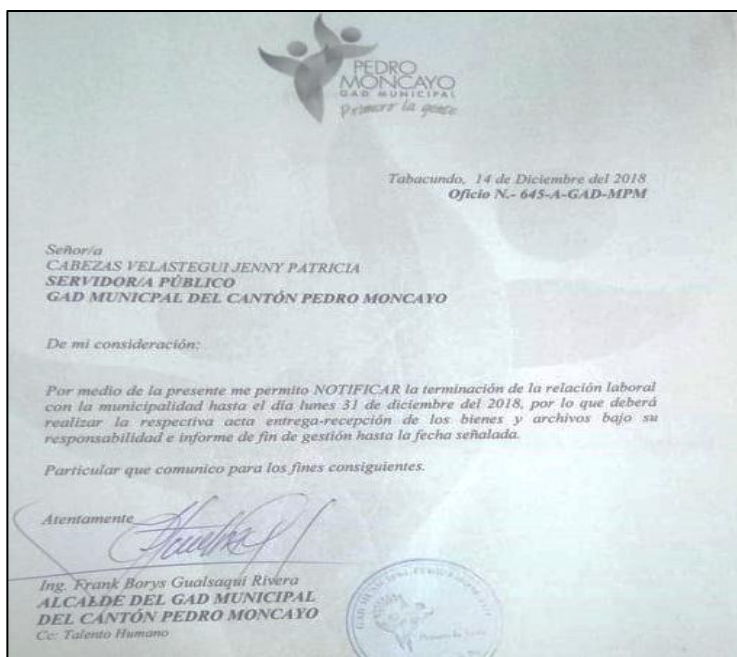 PEDRO
MONCAYO
GAD MUNICIPAL
Primero la gente
Tabacundo, 14 de Diciembre del 2018
Oficio N.- 645-A-GAD-MPM
Señor/a
CABEZAS VELASTEGUI JENNY PATRICIA
SERVIDOR/A PÚBLICO
GAD MUNICPAL DEL CANTÓN PEDRO MONCAYO
De mi consideración:
Por medio de la presente me permito NOTIFICAR la terminación de la relación laboral
con la municipalidad hasta el día lunes 31 de diciembre del 2018, por lo que deberá
realizar la respectiva acta entrega-recepción de los bienes y archivos bajo su
responsabilidad e informe de fin de gestión hasta la fecha señalada.
Particular que comunico para los fines consiguientes.
Atentamente
Ing. Frank Borys Gualsaqui Rivera
ALCALDE DEL GAD MUNICIPAL
DEL CANTÓN PEDRO MONCAYO
Cc: Talento Humano